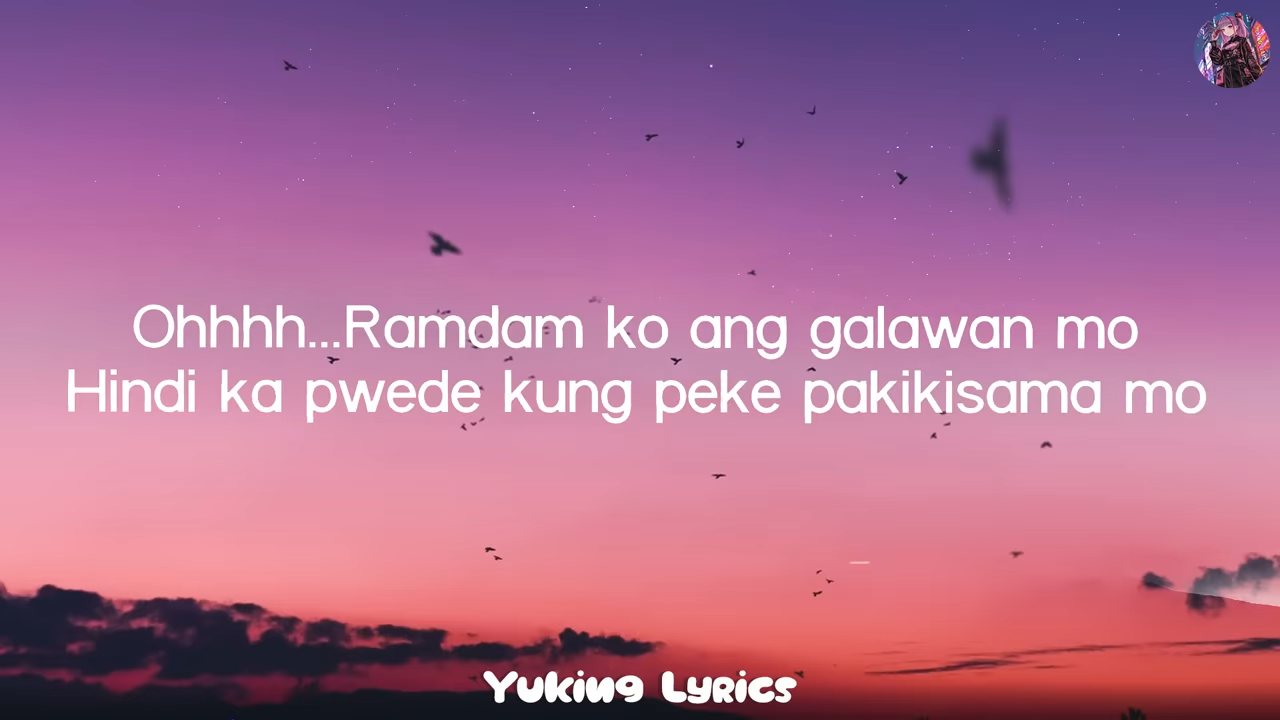 Ohhhh...Ramdam ko ang galawan mo
Hindi ka pwede kung peke pakikisama mo
Yuking Lyrics